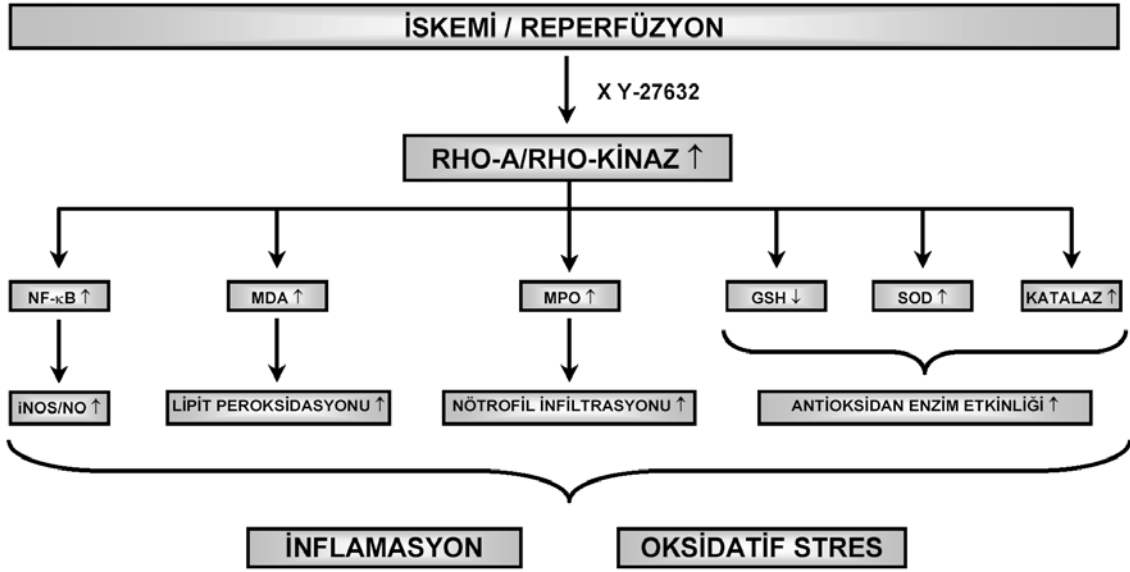 İSKEMİ / REPERFÜZYON
X Y-27632
RHO-A/RHO-KİNAZ ↑
NF-κB ↑
MDA ↑
MPO ↑
GSH ↓
SOD ↑
KATALAZ ↑
iNOS/NO ↑
LİPİT PEROKSİDASYONU ↑
NÖTROFİL İNFİLTRASYONU ↑
ANTİOKSİDAN ENZİM ETKİNLİĞİ ↑
İNFLAMASYON
OKSİDATİF STRES